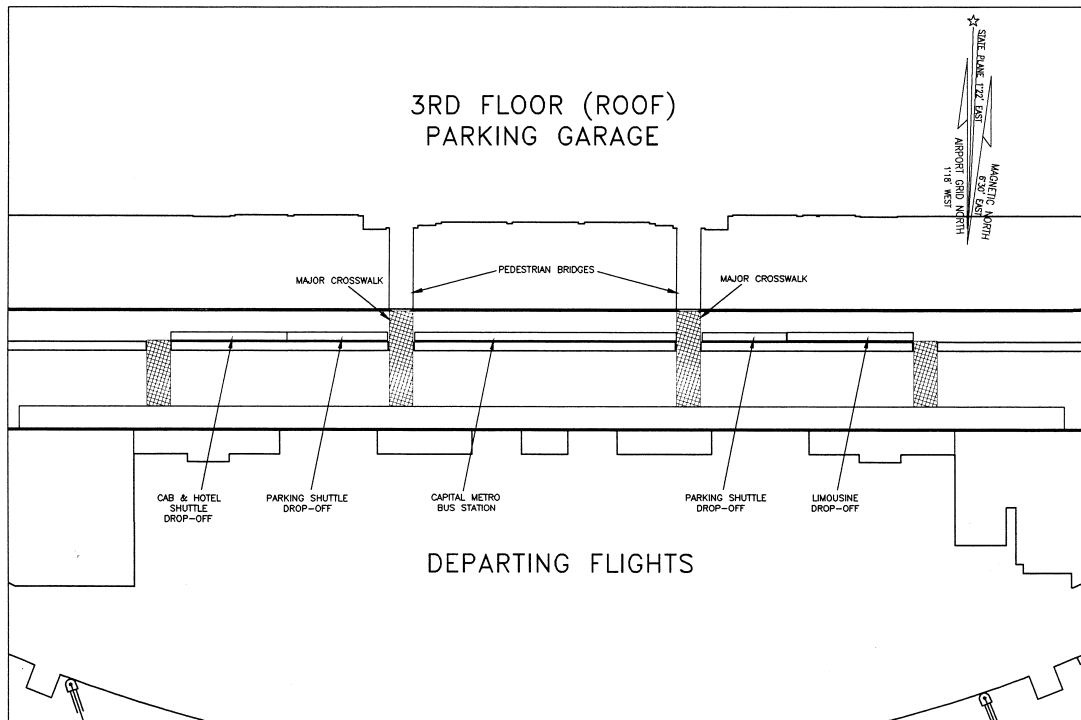 3RD FLOOR (ROOF)
PARKING GARAGE
STATE PLANE 1°22' EAST
MAGNETIC NORTH
6°30' EAST
AIRPORT GRID NORTH
1°18' WEST
MAJOR CROSSWALK
PEDESTRIAN BRIDGES
MAJOR CROSSWALK
CAB & HOTEL
SHUTTLE
DROP-OFF
PARKING SHUTTLE
DROP-OFF
CAPITAL METRO
BUS STATION
PARKING SHUTTLE
DROP-OFF
LIMOUSINE
DROP-OFF
DEPARTING FLIGHTS